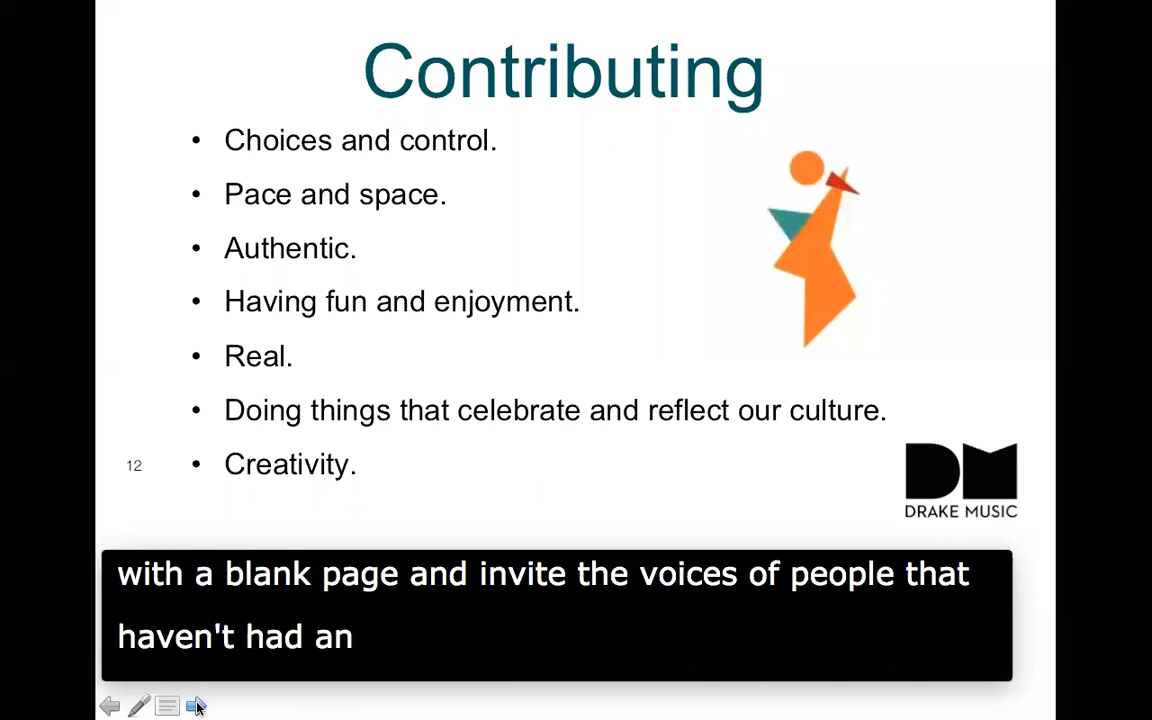 Contributing
• Choices and control.
• Pace and space.
• Authentic.
• Having fun and enjoyment.
• Real.
• Doing things that celebrate and reflect our culture.
12
• Creativity.
DM
DRAKE MUSIC
with a blank page and invite the voices of people that
haven't had an